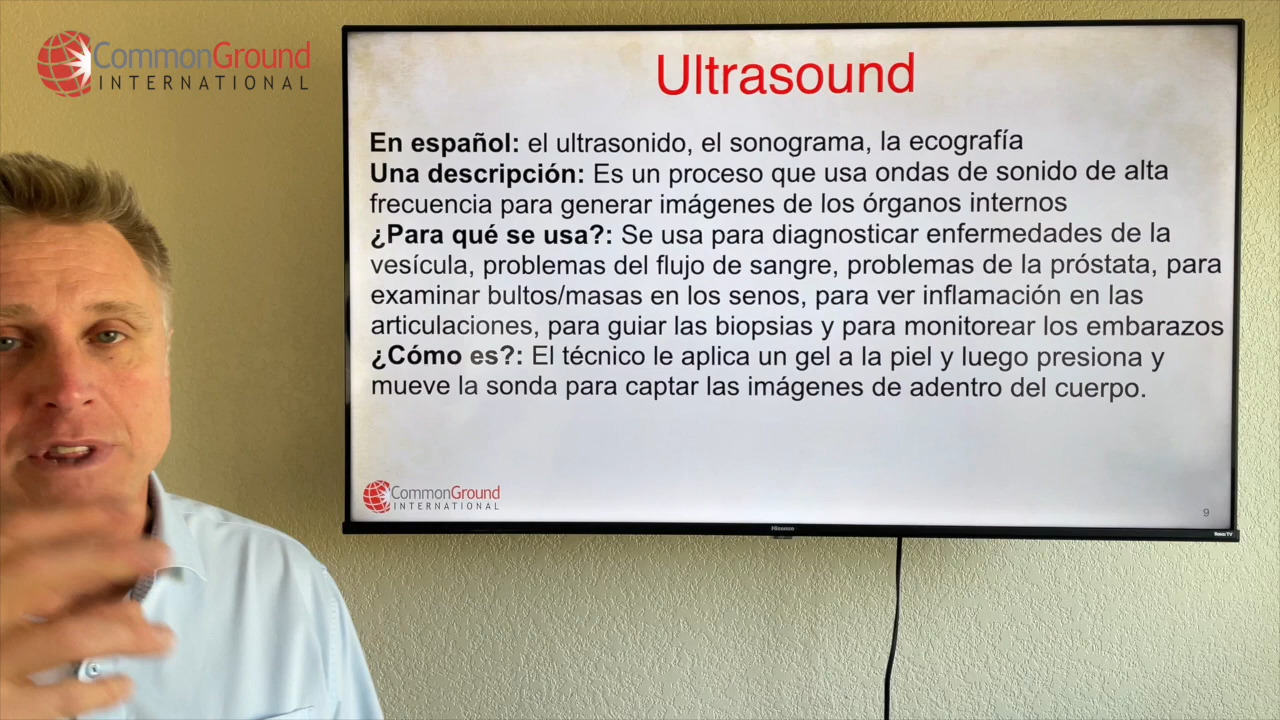 CommonGround
INTERNATIONAL
Ultrasound
En español: el ultrasonido, el sonograma, la ecografía
Una descripción: Es un proceso que usa ondas de sonido de alta
frecuencia para generar imágenes de los órganos internos
¿Para qué se usa?: Se usa para diagnosticar enfermedades de la
vesícula, problemas del flujo de sangre, problemas de la próstata, para
examinar bultos/masas en los senos, para ver inflamación en las
articulaciones, para guiar las biopsias y para monitorear los embarazos
¿Cómo es?: El técnico le aplica un gel a la piel y luego presiona y
mueve la sonda para captar las imágenes de adentro del cuerpo.
CommonGround
INTERNATIONAL
9
Hisense
Roku TV